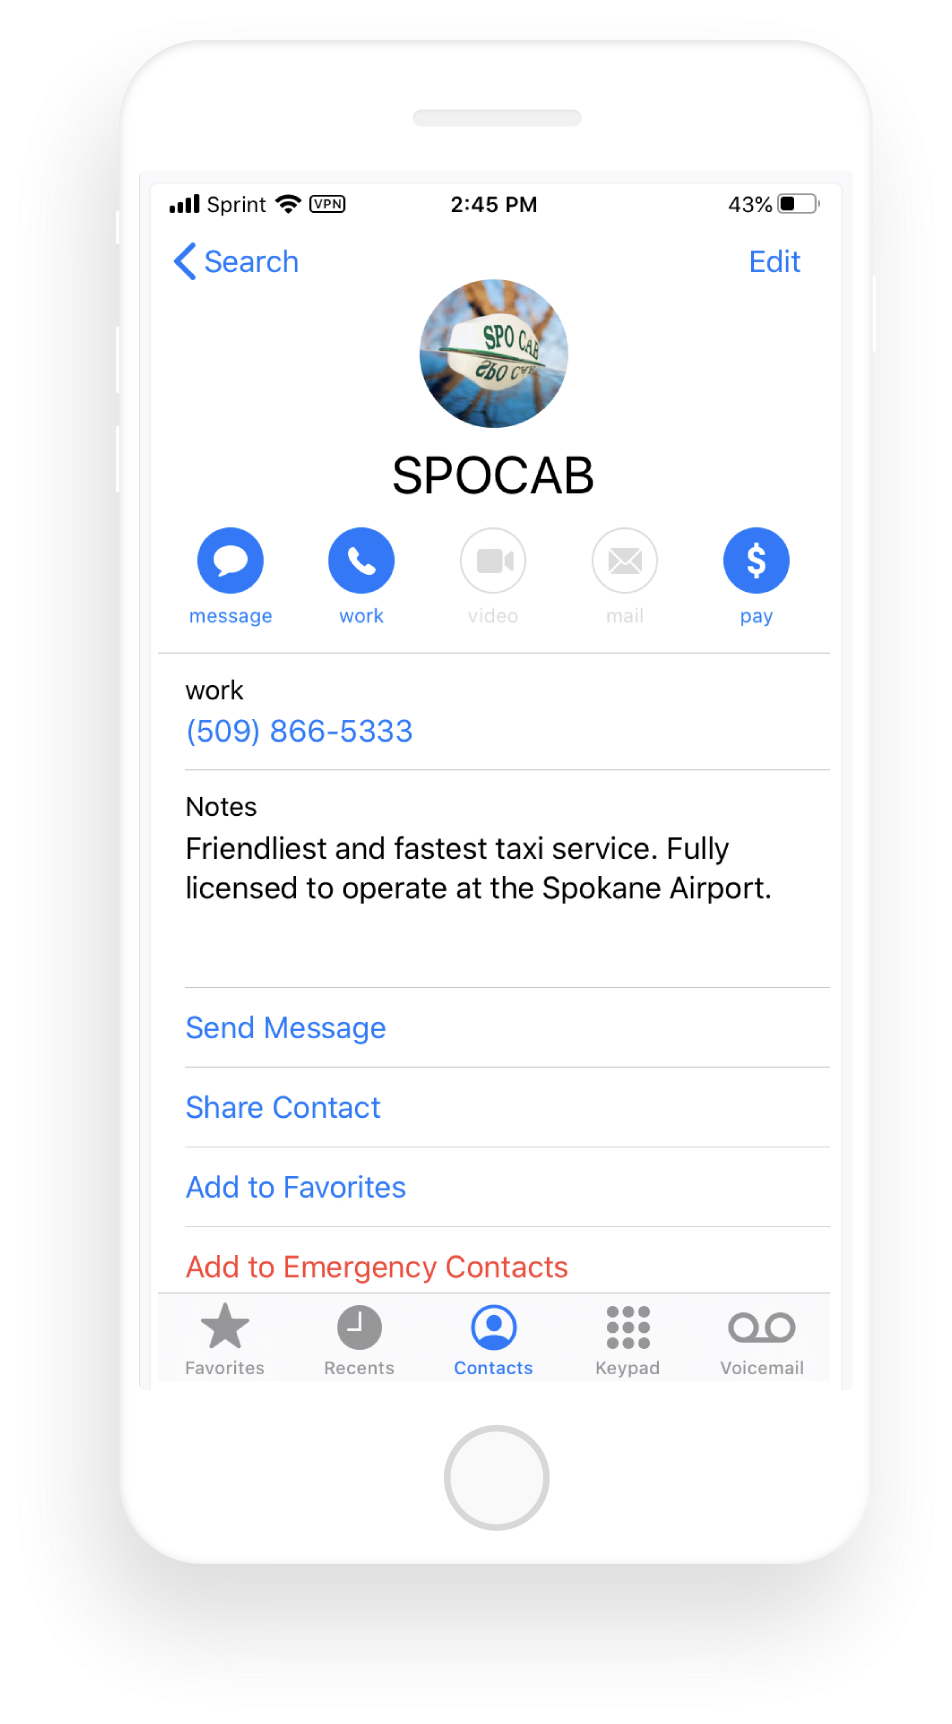 Sprint VPN 2:45 PM 43%
Search Edit
SPO CAB
SPO CAB
SPOCAB
message work video mail pay
work
(509) 866-5333
Notes
Friendliest and fastest taxi service. Fully
licensed to operate at the Spokane Airport.
Send Message
Share Contact
Add to Favorites
Add to Emergency Contacts
Favorites Recents Contacts Keypad Voicemail